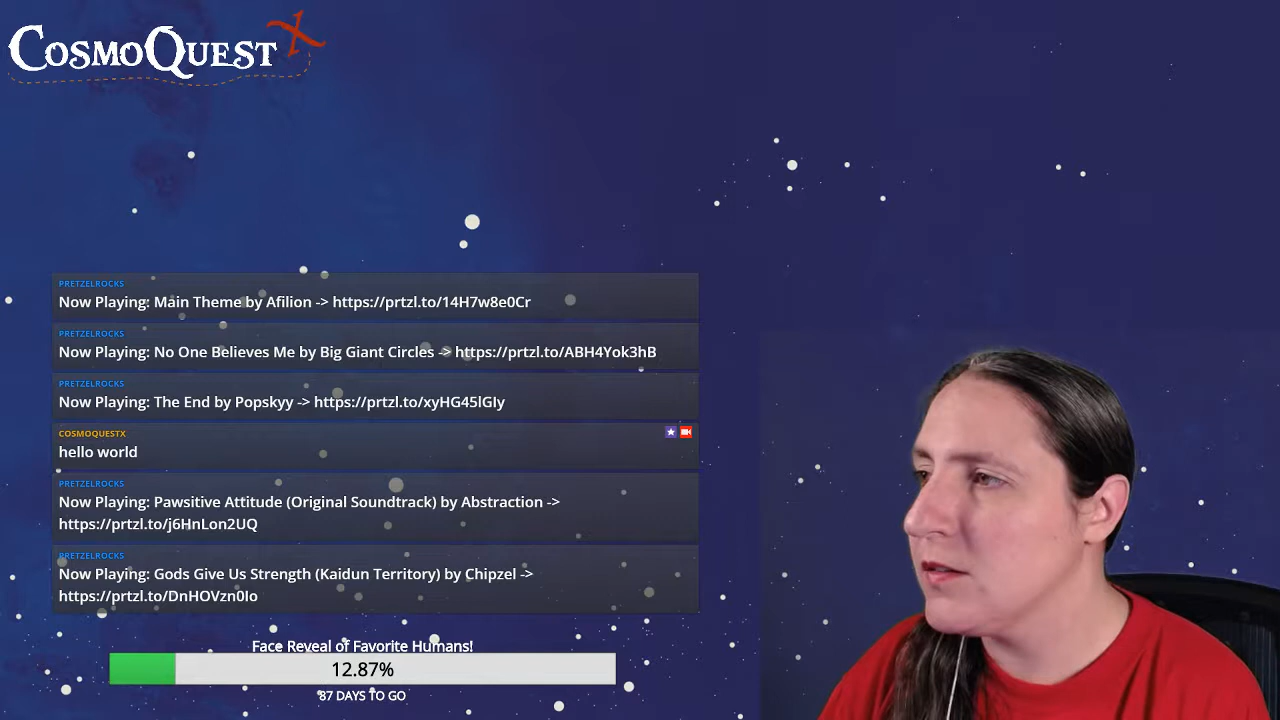 COSMOQUEST X
PRETZELROCKS
Now Playing: Main Theme by Afilion -> https://prtzl.to/14H7w8e0Cr
PRETZELROCKS
Now Playing: No One Believes Me by Big Giant Circles -> https://prtzl.to/ABH4Yok3hB
PRETZELROCKS
Now Playing: The End by Popskyy -> https://prtzl.to/xyHG45lGIy
COSMOQUESTX
hello world
PRETZELROCKS
Now Playing: Pawsitive Attitude (Original Soundtrack) by Abstraction ->
https://prtzl.to/j6HnLon2UQ
PRETZELROCKS
Now Playing: Gods Give Us Strength (Kaidun Territory) by Chipzel ->
https://prtzl.to/DnHOVzn0Io
Face Reveal of Favorite Humans!
12.87%
87 DAYS TO GO